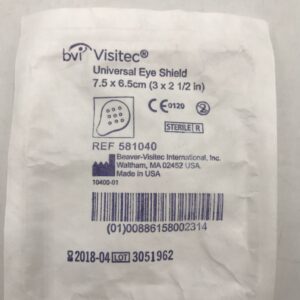 bvi Visitec®
Universal Eye Shield
7.5 x 6.5cm (3 x 2 1/2 in)
CE 0120
STERILE R
REF 581040
Beaver-Visitec International, Inc.
Waltham, MA 02452 USA
Made in USA
10400-01
(01)00886158002314
2018-04 LOT 3051962